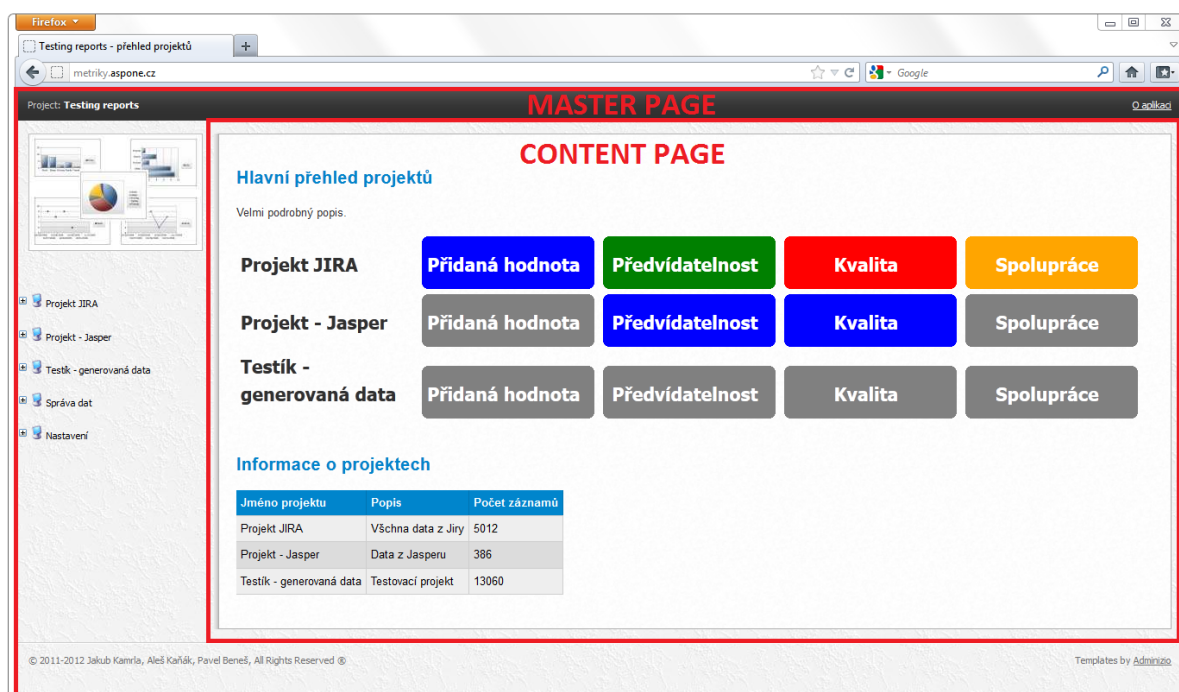 Firefox
Testing reports - přehled projektů
metriky.aspone.cz
Google
Project: Testing reports
MASTER PAGE
O aplikaci
CONTENT PAGE
Hlavní přehled projektů
Velmi podrobný popis.
Projekt JIRA Přidaná hodnota Předvídatelnost Kvalita Spolupráce
Projekt - Jasper Přidaná hodnota Předvídatelnost Kvalita Spolupráce
Testík -
generovaná data Přidaná hodnota Předvídatelnost Kvalita Spolupráce
Projekt JIRA
Projekt - Jasper
Testík - generovaná data
Správa dat
Nastavení
Informace o projektech
Jméno projektu Popis Počet záznamů
Projekt JIRA Všchna data z Jiry 5012
Projekt - Jasper Data z Jasperu 386
Testík - generovaná data Testovací projekt 13060
© 2011-2012 Jakub Kamrla, Aleš Kaňák, Pavel Beneš, All Rights Reserved ®
Templates by Adminizio